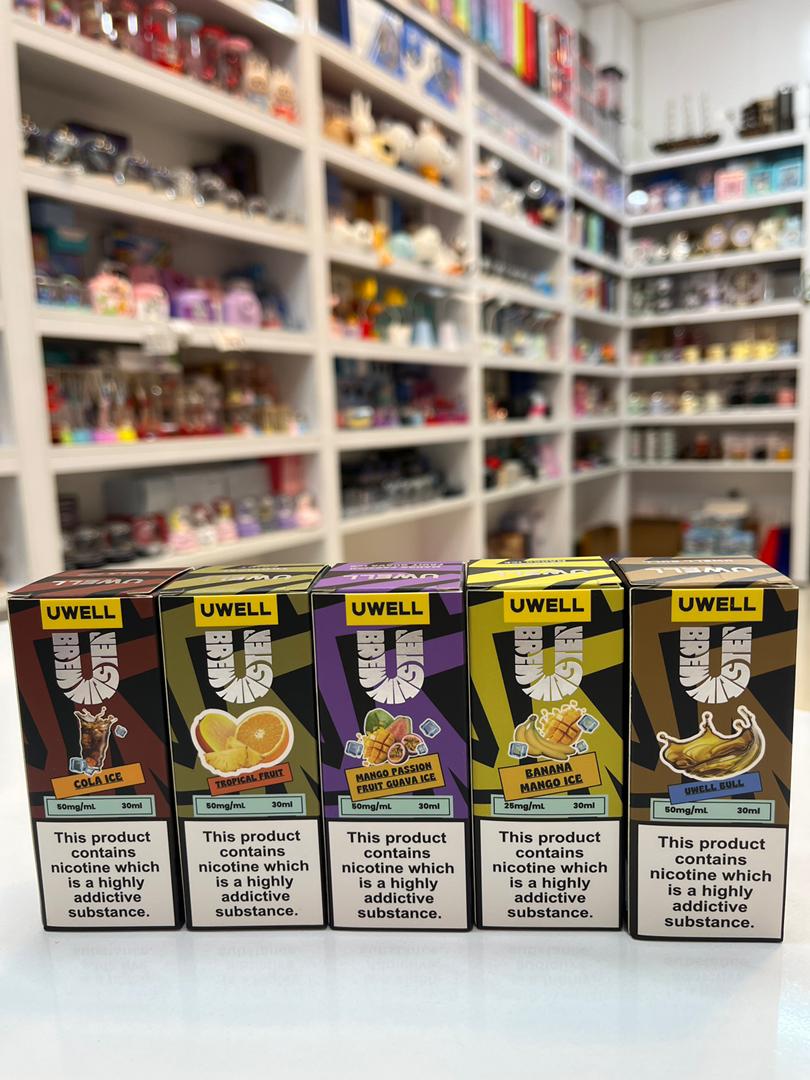 UWELL
BREW SYSTEM
COLA ICE
50mg/mL 30ml
This product
contains
nicotine which
is a highly
addictive
substance.
UWELL
TROPICAL FRUIT
50mg/mL 30ml
This product
contains
nicotine which
is a highly
addictive
substance.
UWELL
MANGO PASSION
FRUIT GUAVA ICE
50mg/mL 30ml
This product
contains
nicotine which
is a highly
addictive
substance.
UWELL
BANANA
MANGO ICE
25mg/mL 30ml
This product
contains
nicotine which
is a highly
addictive
substance.
UWELL
UWELL BULL
50mg/mL 30ml
This product
contains
nicotine which
is a highly
addictive
substance.